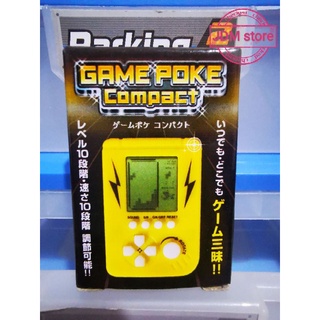 Parking
JDM store
GAME POKE
Compact
ゲームポケ コンパクト
いつでも・どこでも
ゲーム三昧!!
レベル10段階・速さ10段階
調節可能!!